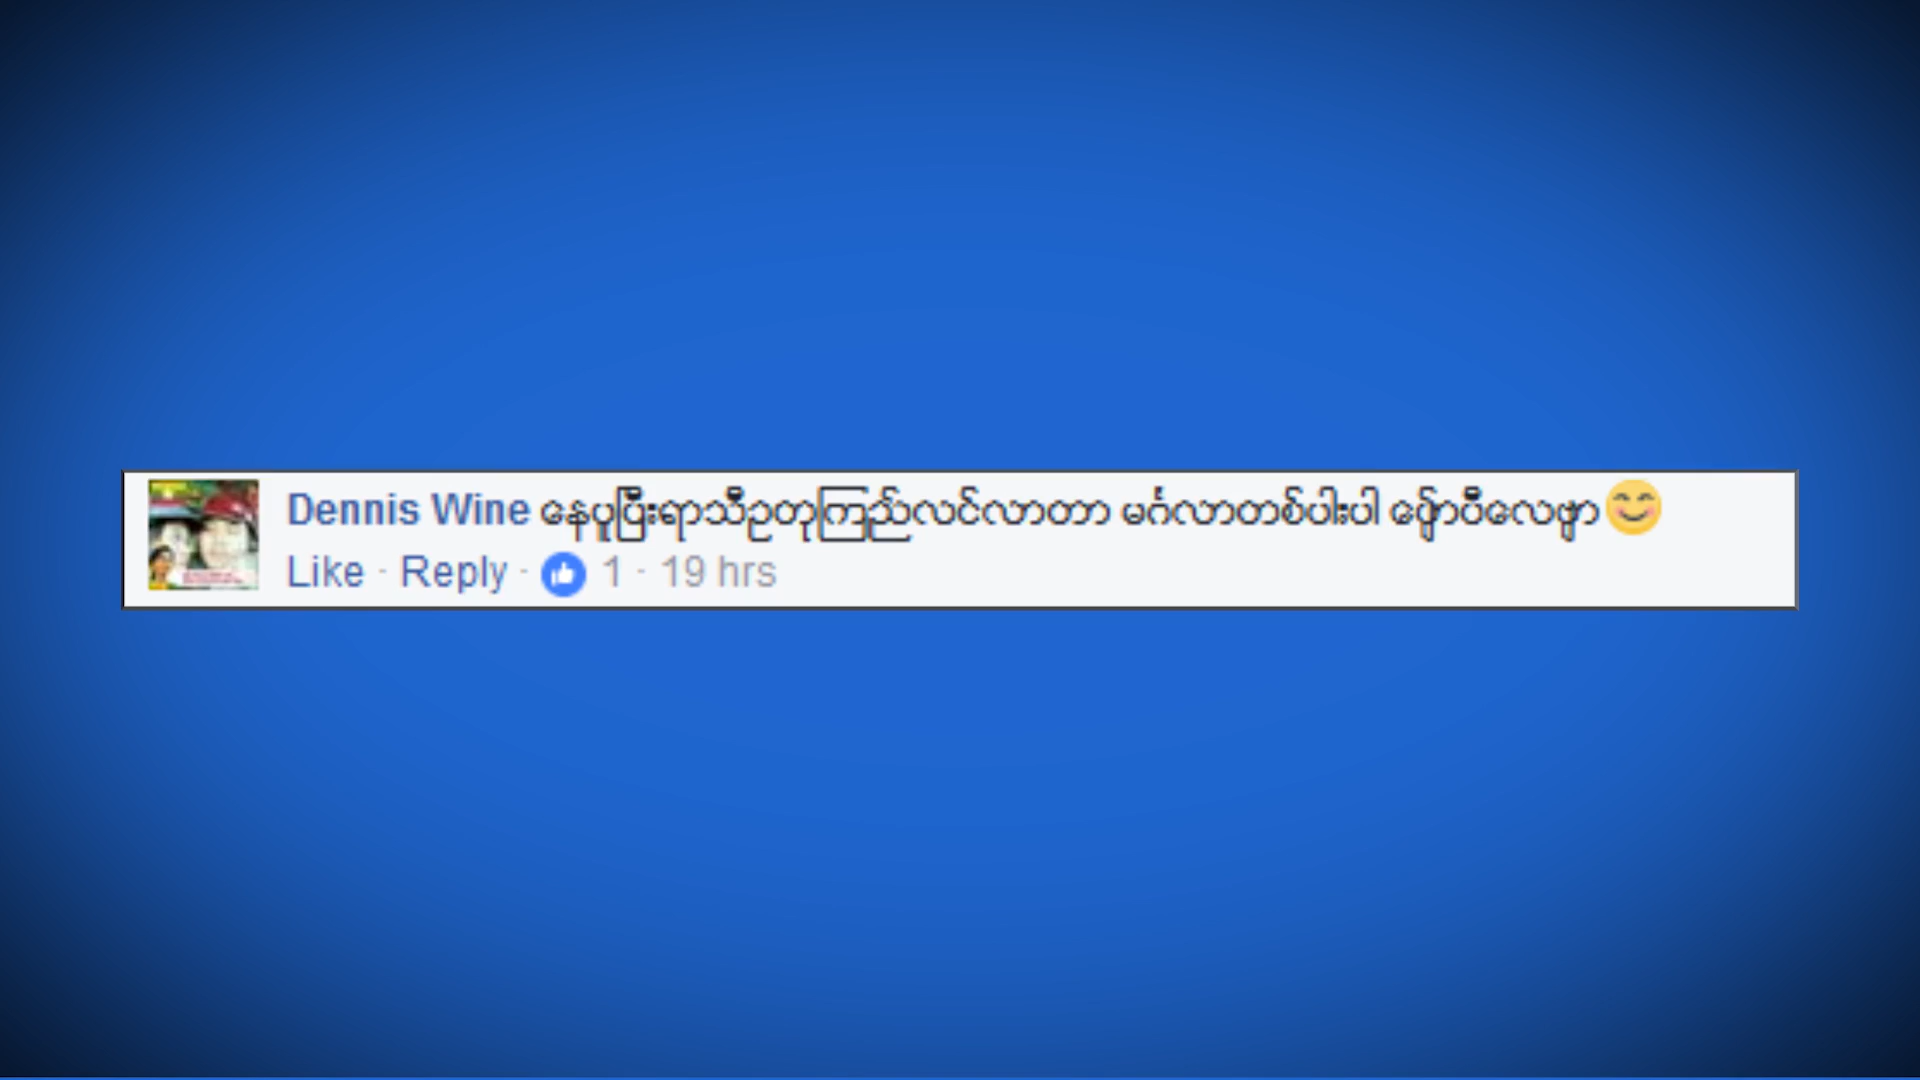 Dennis Wine နေပူပြီးရာသီဥတုကြည်လင်လာတာ မင်္ဂလာတစ်ပါးပါ ပျော်ဝီလေဗျာ😊
Like · Reply · 1 · 19 hrs